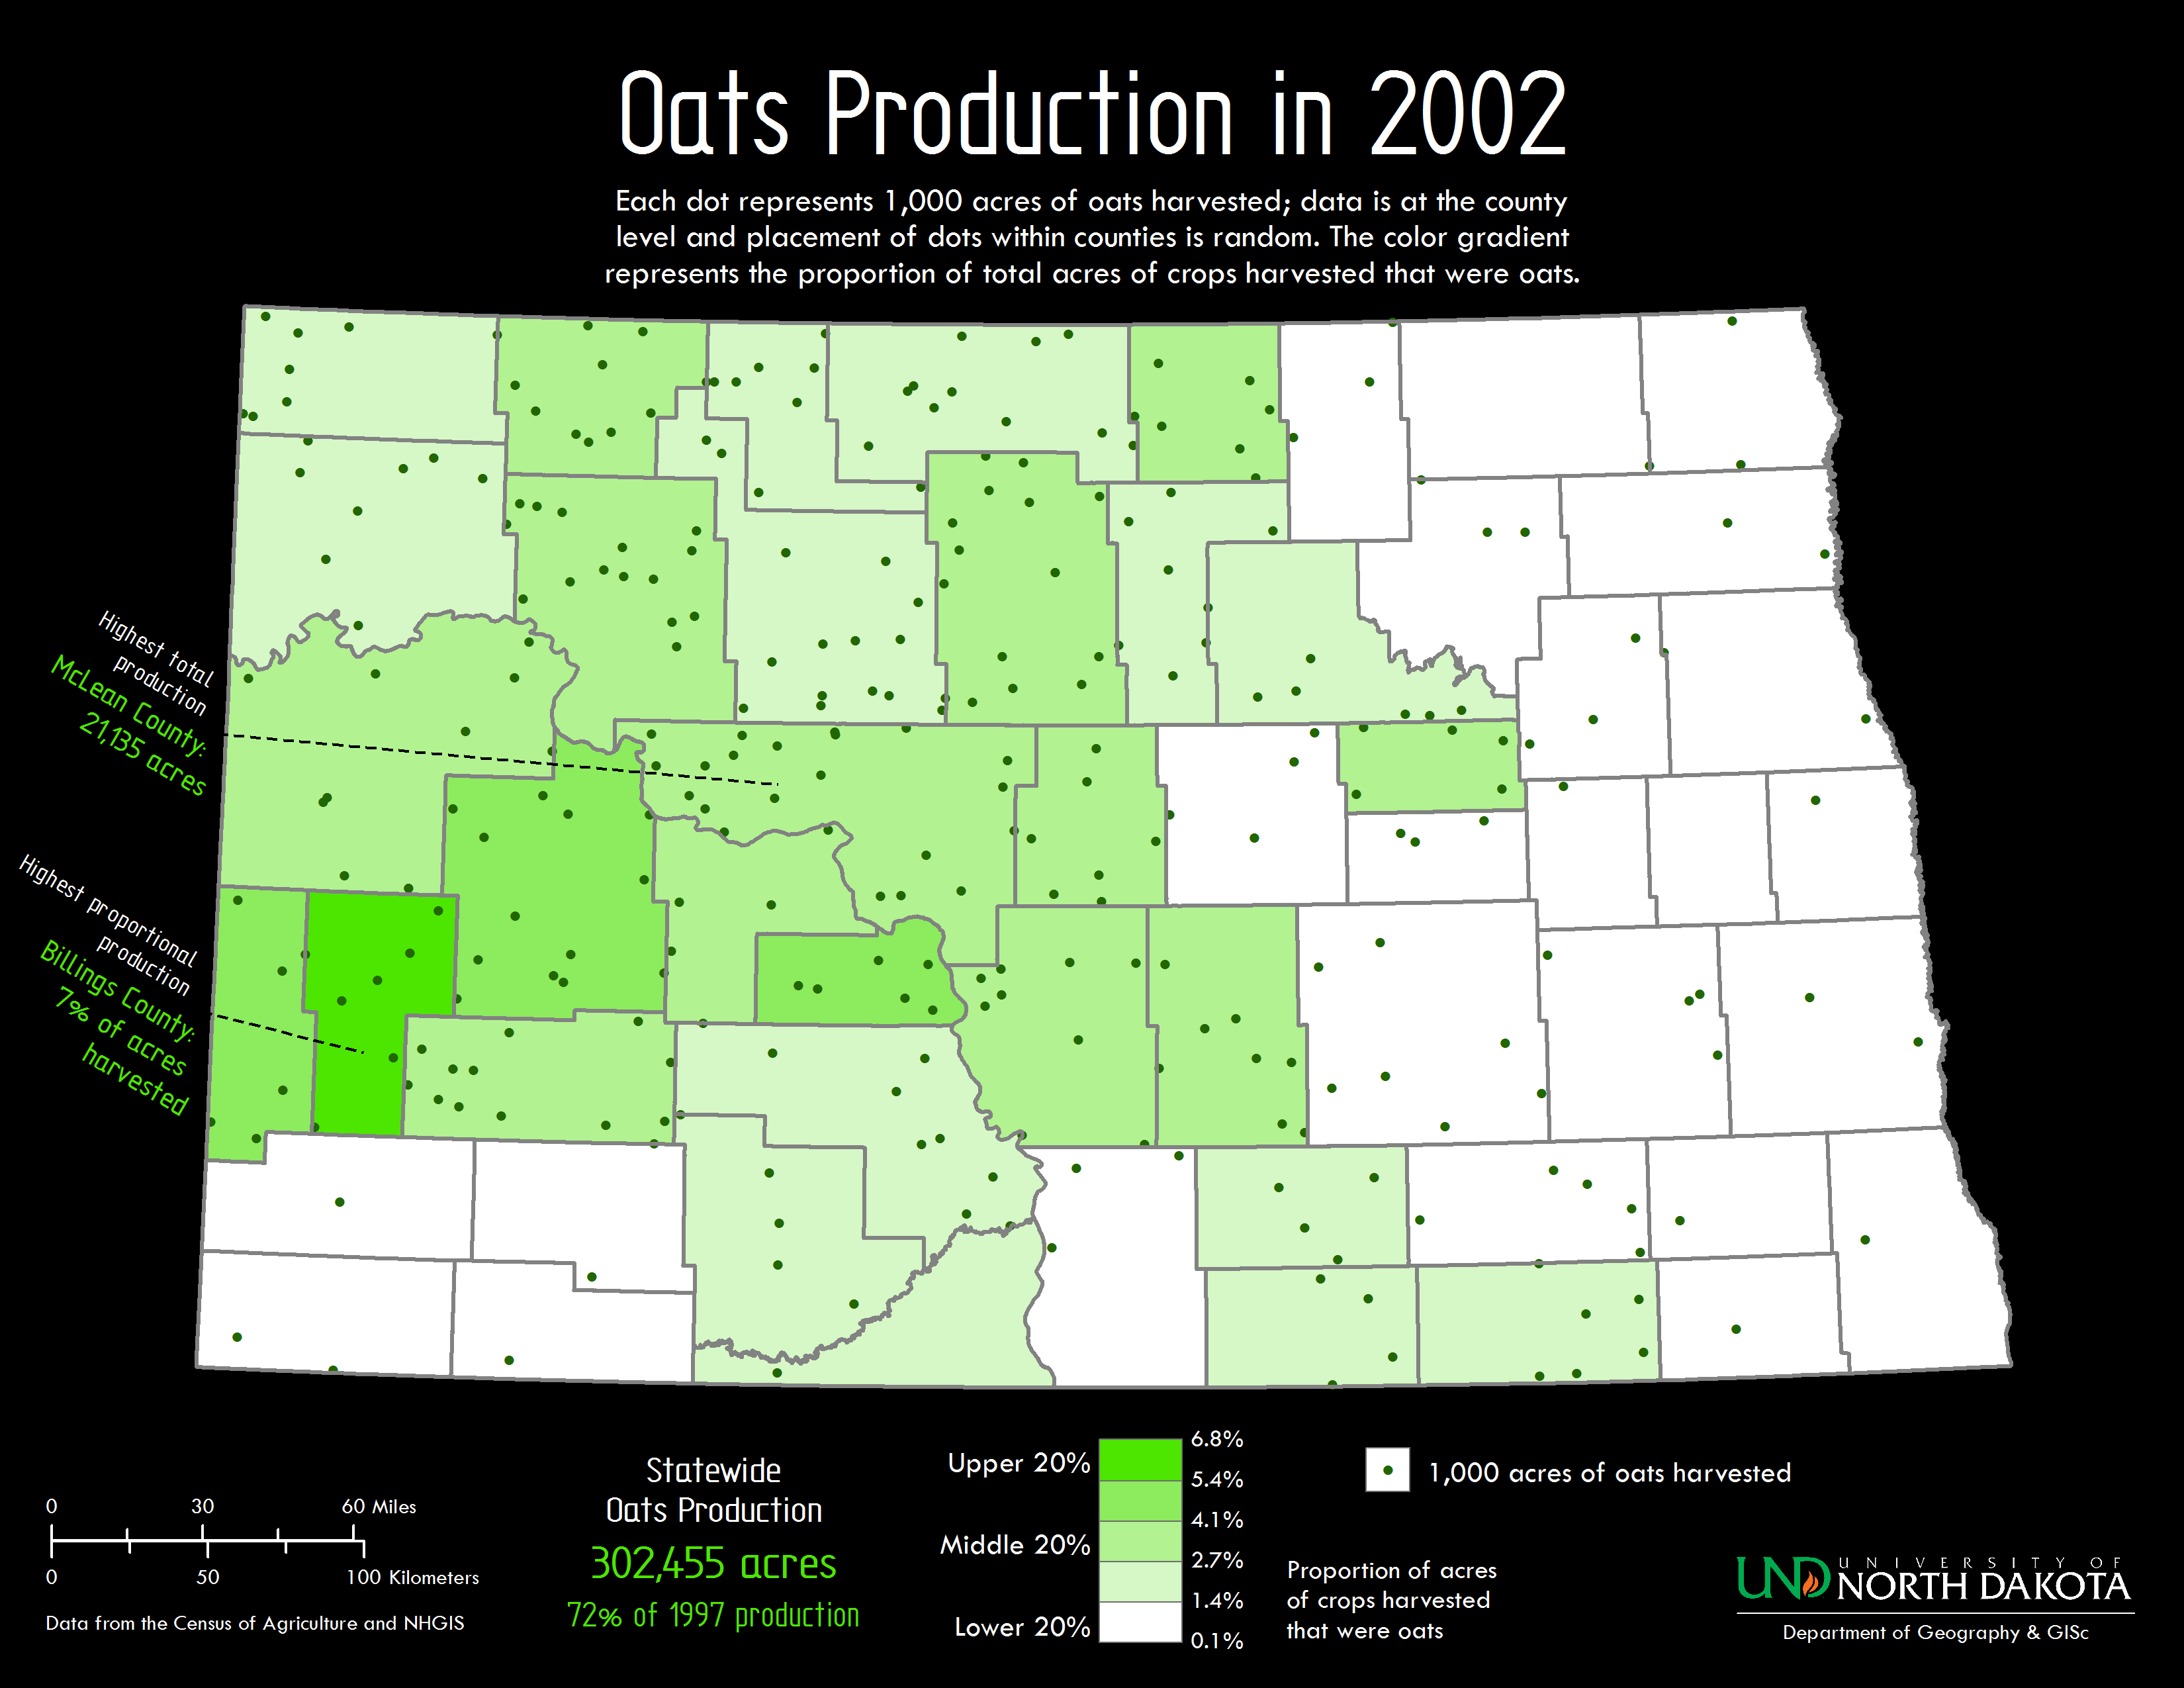 Oats Production in 2002
Each dot represents 1,000 acres of oats harvested; data is at the county
level and placement of dots within counties is random. The color gradient
represents the proportion of total acres of crops harvested that were oats.
Highest total
production
McLean County:
21,135 acres
Highest proportional
production
Billings County:
7% of acres
harvested
0 30 60 Miles
0 50 100 Kilometers
Data from the Census of Agriculture and NHGIS
Statewide
Oats Production
302,455 acres
72% of 1997 production
Upper 20%
Middle 20%
Lower 20%
6.8%
5.4%
4.1%
2.7%
1.4%
0.1%
1,000 acres of oats harvested
Proportion of acres
of crops harvested
that were oats
UND UNIVERSITY OF
NORTH DAKOTA
Department of Geography & GISc